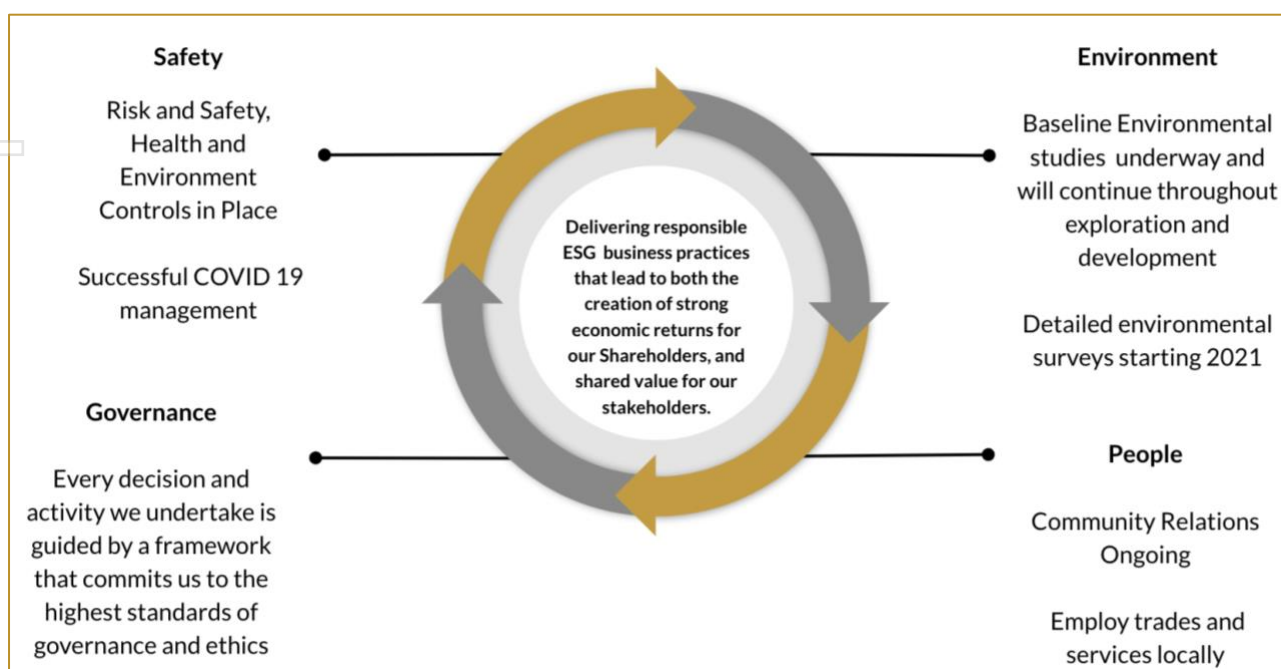 Safety
Risk and Safety,
Health and
Environment
Controls in Place
Successful COVID 19
management
Governance
Every decision and
activity we undertake is
guided by a framework
that commits us to the
highest standards of
governance and ethics
Delivering responsible
ESG business practices
that lead to both the
creation of strong
economic returns for
our Shareholders, and
shared value for our
stakeholders.
Environment
Baseline Environmental
studies underway and
will continue throughout
exploration and
development
Detailed environmental
surveys starting 2021
People
Community Relations
Ongoing
Employ trades and
services locally